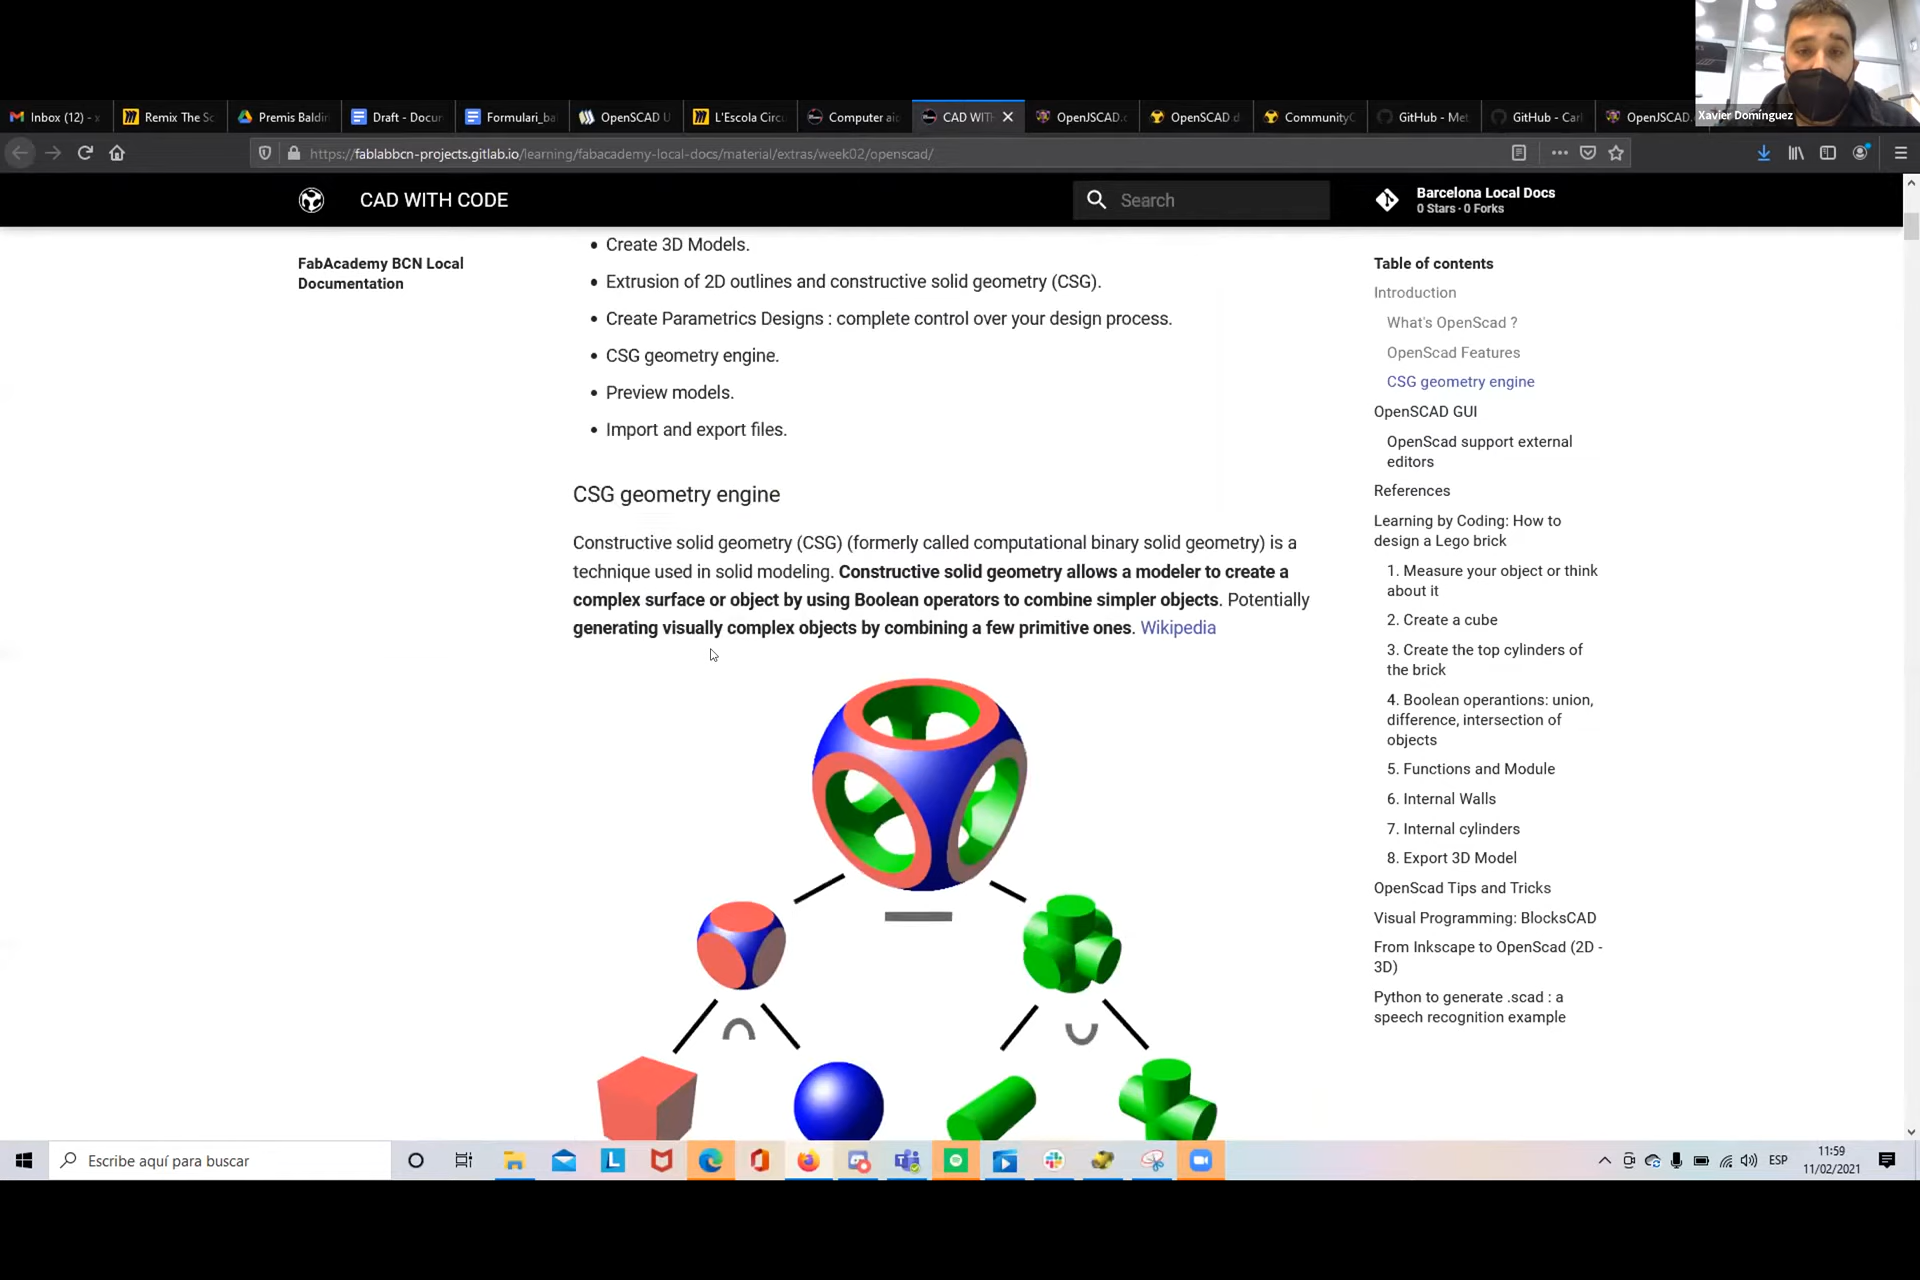 Xavier Domínguez
Inbox (12) -
Remix The Sc
Premis Baldi
Draft - Docu
Formulari_ba
OpenSCAD U
L'Escola Circu
Computer aid
CAD WITH
OpenJSCAD.o
OpenSCAD d
Community
GitHub - Me
GitHub - Carl
OpenJSCAD.
https://fablabbcn-projects.gitlab.io/learning/fabacademy-local-docs/material/extras/week02/openscad/
CAD WITH CODE
Search
Barcelona Local Docs
0 Stars · 0 Forks
FabAcademy BCN Local
Documentation
• Create 3D Models.
• Extrusion of 2D outlines and constructive solid geometry (CSG).
• Create Parametrics Designs : complete control over your design process.
• CSG geometry engine.
• Preview models.
• Import and export files.
CSG geometry engine
Constructive solid geometry (CSG) (formerly called computational binary solid geometry) is a
technique used in solid modeling. Constructive solid geometry allows a modeler to create a
complex surface or object by using Boolean operators to combine simpler objects. Potentially
generating visually complex objects by combining a few primitive ones. Wikipedia
Table of contents
Introduction
What's OpenScad ?
OpenScad Features
CSG geometry engine
OpenSCAD GUI
OpenScad support external
editors
References
Learning by Coding: How to
design a Lego brick
1. Measure your object or think
about it
2. Create a cube
3. Create the top cylinders of
the brick
4. Boolean operantions: union,
difference, intersection of
objects
5. Functions and Module
6. Internal Walls
7. Internal cylinders
8. Export 3D Model
OpenScad Tips and Tricks
Visual Programming: BlocksCAD
From Inkscape to OpenScad (2D -
3D)
Python to generate .scad : a
speech recognition example
Escribe aquí para buscar
ESP
11:59
11/02/2021